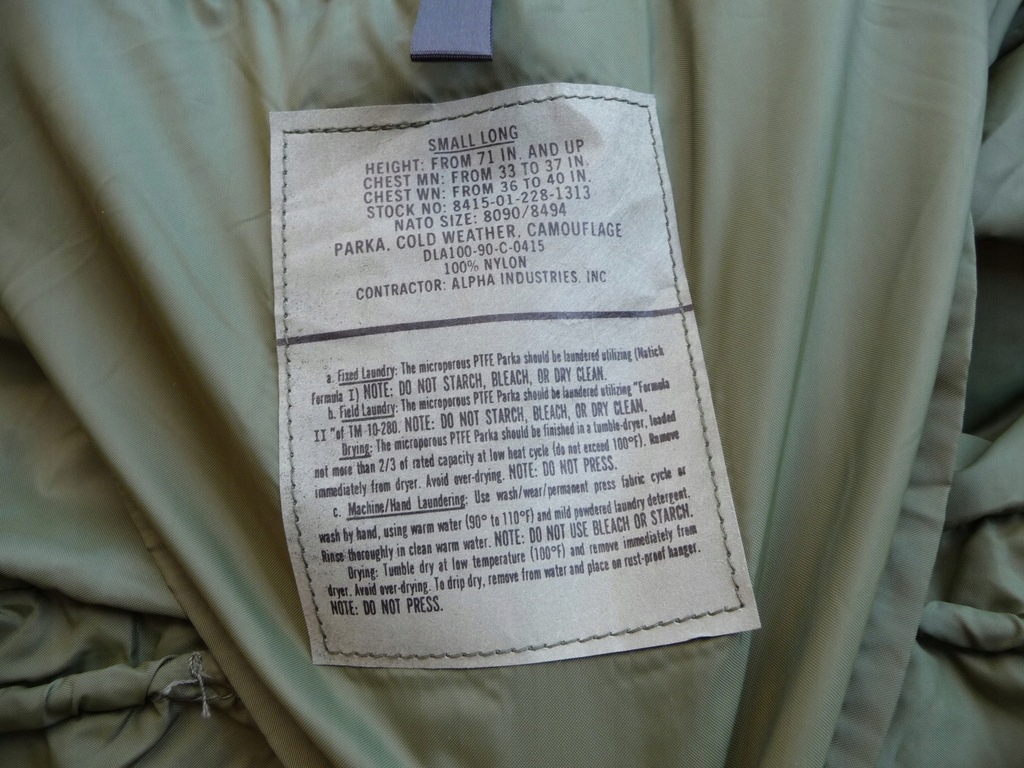 SMALL LONG
HEIGHT: FROM 71 IN. AND UP
CHEST MN: FROM 33 TO 37 IN.
CHEST WN: FROM 36 TO 40 IN.
STOCK NO: 8415-01-228-1313
NATO SIZE: 8090/8494
PARKA, COLD WEATHER, CAMOUFLAGE
DLA100-90-C-0415
100% NYLON
CONTRACTOR: ALPHA INDUSTRIES, INC
a. Fixed Laundry: The microporous PTFE Parka should be laundered utilizing (Natick
Formula I) NOTE: DO NOT STARCH, BLEACH, OR DRY CLEAN.
b. Field Laundry: The microporous PTFE Parka should be laundered utilizing "Formula
II "of TM 10-280. NOTE: DO NOT STARCH, BLEACH, OR DRY CLEAN.
Drying: The microporous PTFE Parka should be finished in a tumble-dryer, loaded
not more than 2/3 of rated capacity at low heat cycle (do not exceed 100°F). Remove
immediately from dryer. Avoid over-drying. NOTE: DO NOT PRESS.
c. Machine/Hand Laundering: Use wash/wear/permanent press fabric cycle or
wash by hand, using warm water (90° to 110°F) and mild powdered laundry detergent.
Rinse thoroughly in clean warm water. NOTE: DO NOT USE BLEACH OR STARCH.
Drying: Tumble dry at low temperature (100°F) and remove immediately from
dryer. Avoid over-drying. To drip dry, remove from water and place on rust-proof hanger.
NOTE: DO NOT PRESS.